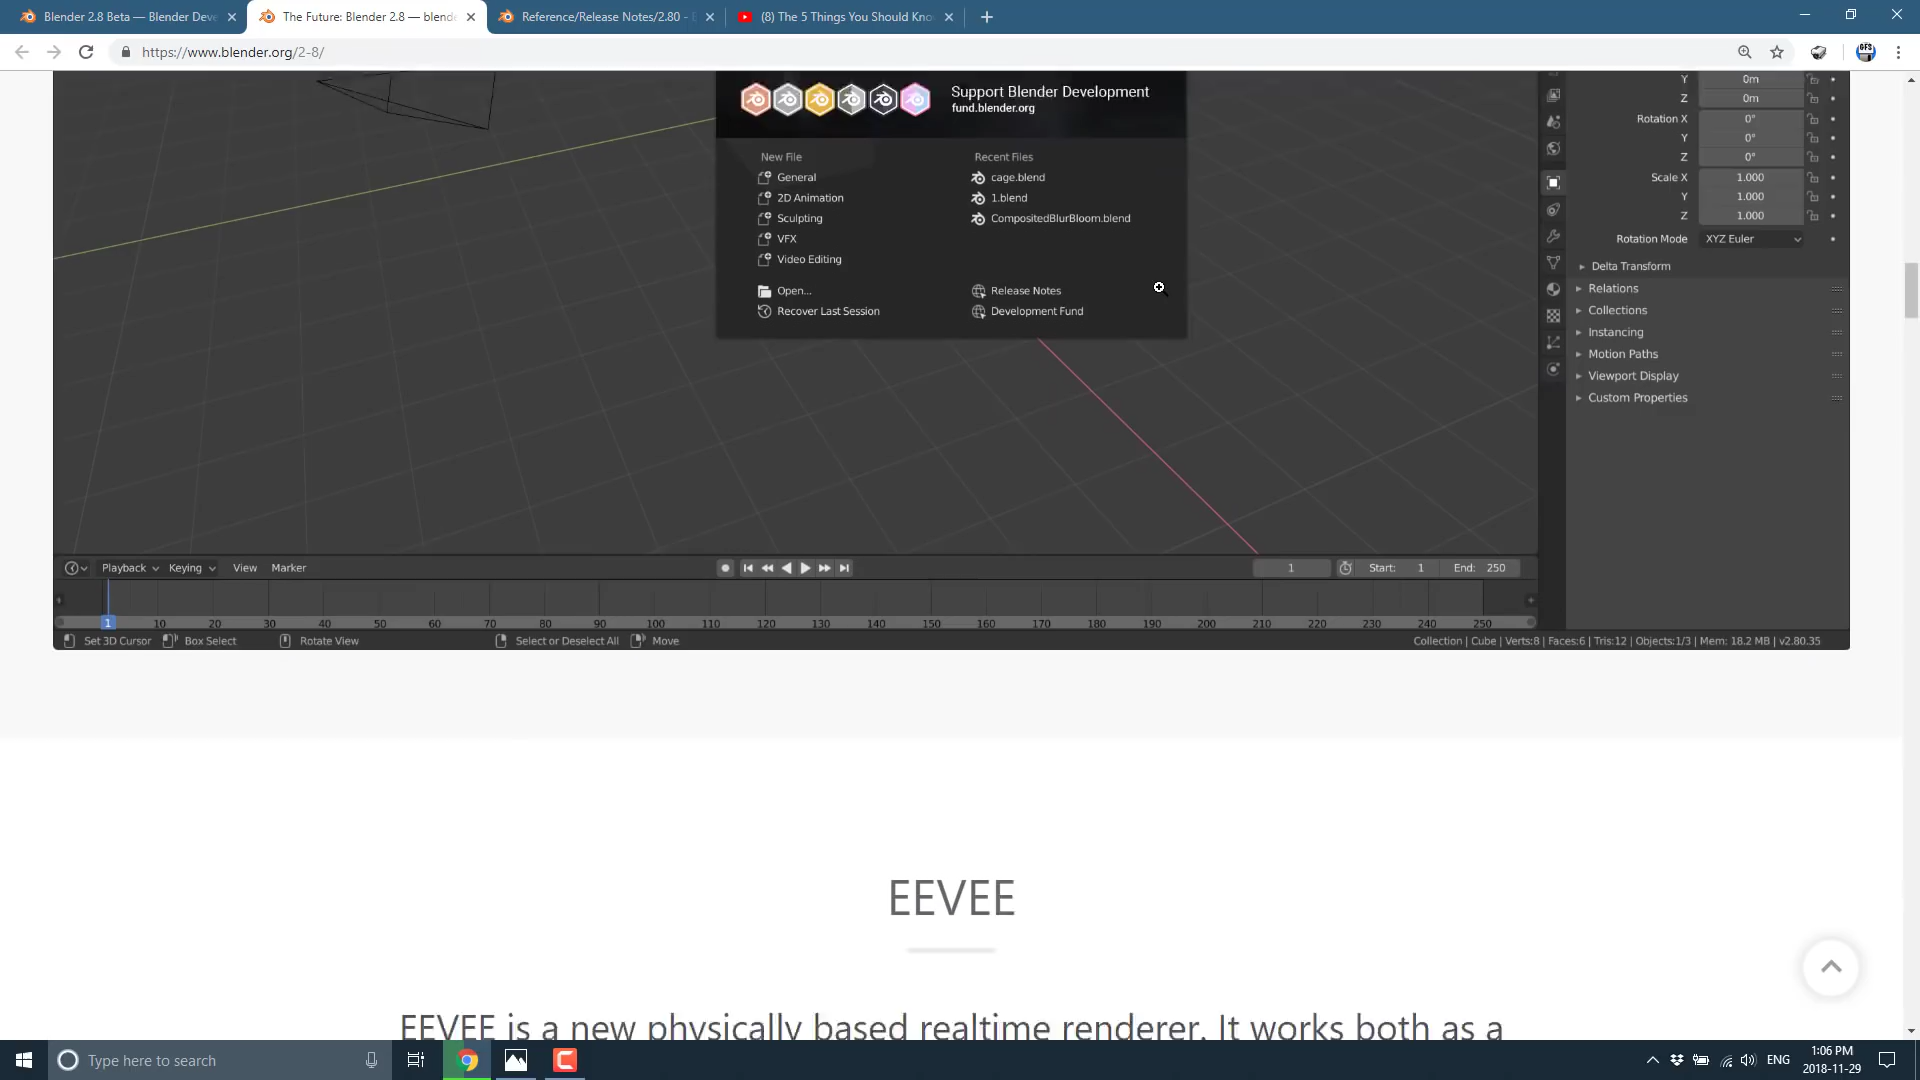 Blender 2.8 Beta — Blender Deve
The Future: Blender 2.8 — blende
Reference/Release Notes/2.80 - B
(8) The 5 Things You Should Kno
https://www.blender.org/2-8/
Support Blender Development
fund.blender.org
New File
General
2D Animation
Sculpting
VFX
Video Editing
Open...
Recover Last Session
Recent Files
cage.blend
1.blend
CompositedBlurBloom.blend
Release Notes
Development Fund
Y 0m
Z 0m
Rotation X 0°
Y 0°
Z 0°
Scale X 1.000
Y 1.000
Z 1.000
Rotation Mode XYZ Euler
Delta Transform
Relations
Collections
Instancing
Motion Paths
Viewport Display
Custom Properties
Playback Keying View Marker 1 Start: 1 End: 250
1 10 20 30 40 50 60 70 80 90 100 110 120 130 140 150 160 170 180 190 200 210 220 230 240 250
Set 3D Cursor Box Select Rotate View Select or Deselect All Move Collection | Cube | Verts:8 | Faces:6 | Tris:12 | Objects:1/3 | Mem: 18.2 MB | v2.80.35
EEVEE
EEVEE is a new physically based realtime renderer. It works both as a
Type here to search
ENG
1:06 PM
2018-11-29